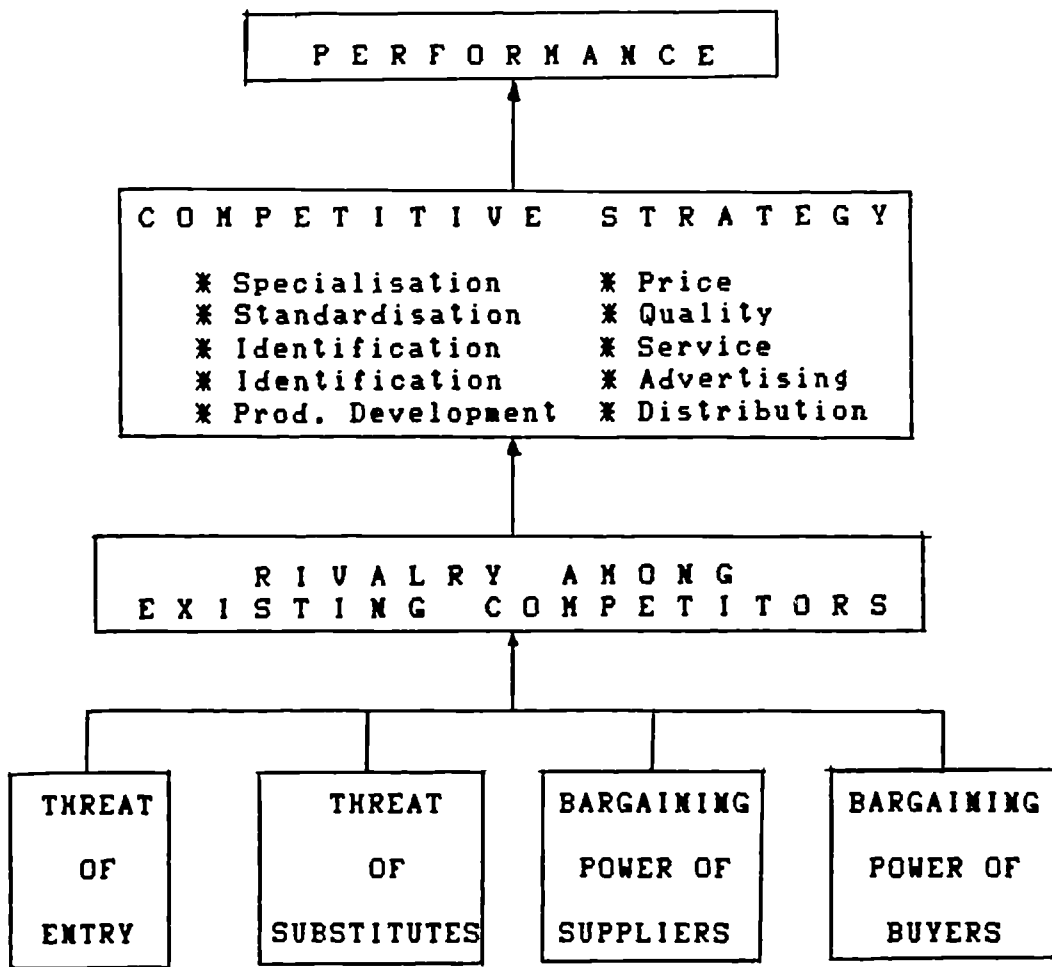 PERFORMANCE
COMPETITIVE STRATEGY
* Specialisation * Price
* Standardisation * Quality
* Identification * Service
* Identification * Advertising
* Prod. Development * Distribution
RIVALRY AMONG
EXISTING COMPETITORS
THREAT
OF
ENTRY
THREAT
OF
SUBSTITUTES
BARGAINING
POWER OF
SUPPLIERS
BARGAINING
POWER OF
BUYERS